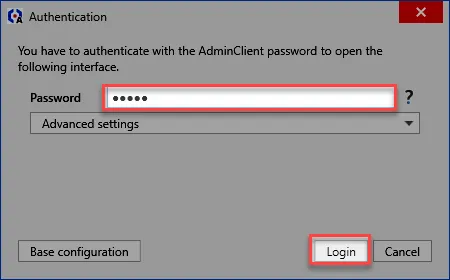 Authentication
You have to authenticate with the AdminClient password to open the
following interface.
Password ●●●●● ?
Advanced settings
Base configuration Login Cancel